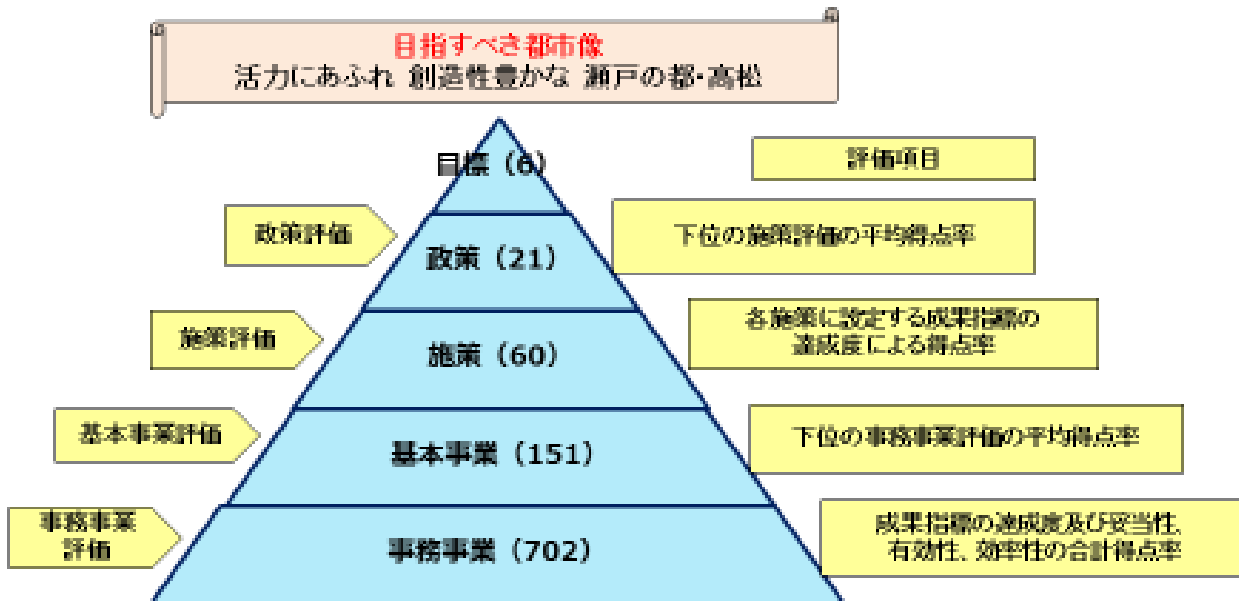 目指すべき都市像
活力にあふれ 創造性豊かな 瀬戸の都・高松
目標（6）
評価項目
政策評価
政策（21）
下位の施策評価の平均得点率
施策評価
施策（60）
各施策に設定する成果指標の
達成度による得点率
基本事業評価
基本事業（151）
下位の事務事業評価の平均得点率
事務事業
評価
事務事業（702）
成果指標の達成度及び妥当性、
有効性、効率性の合計得点率